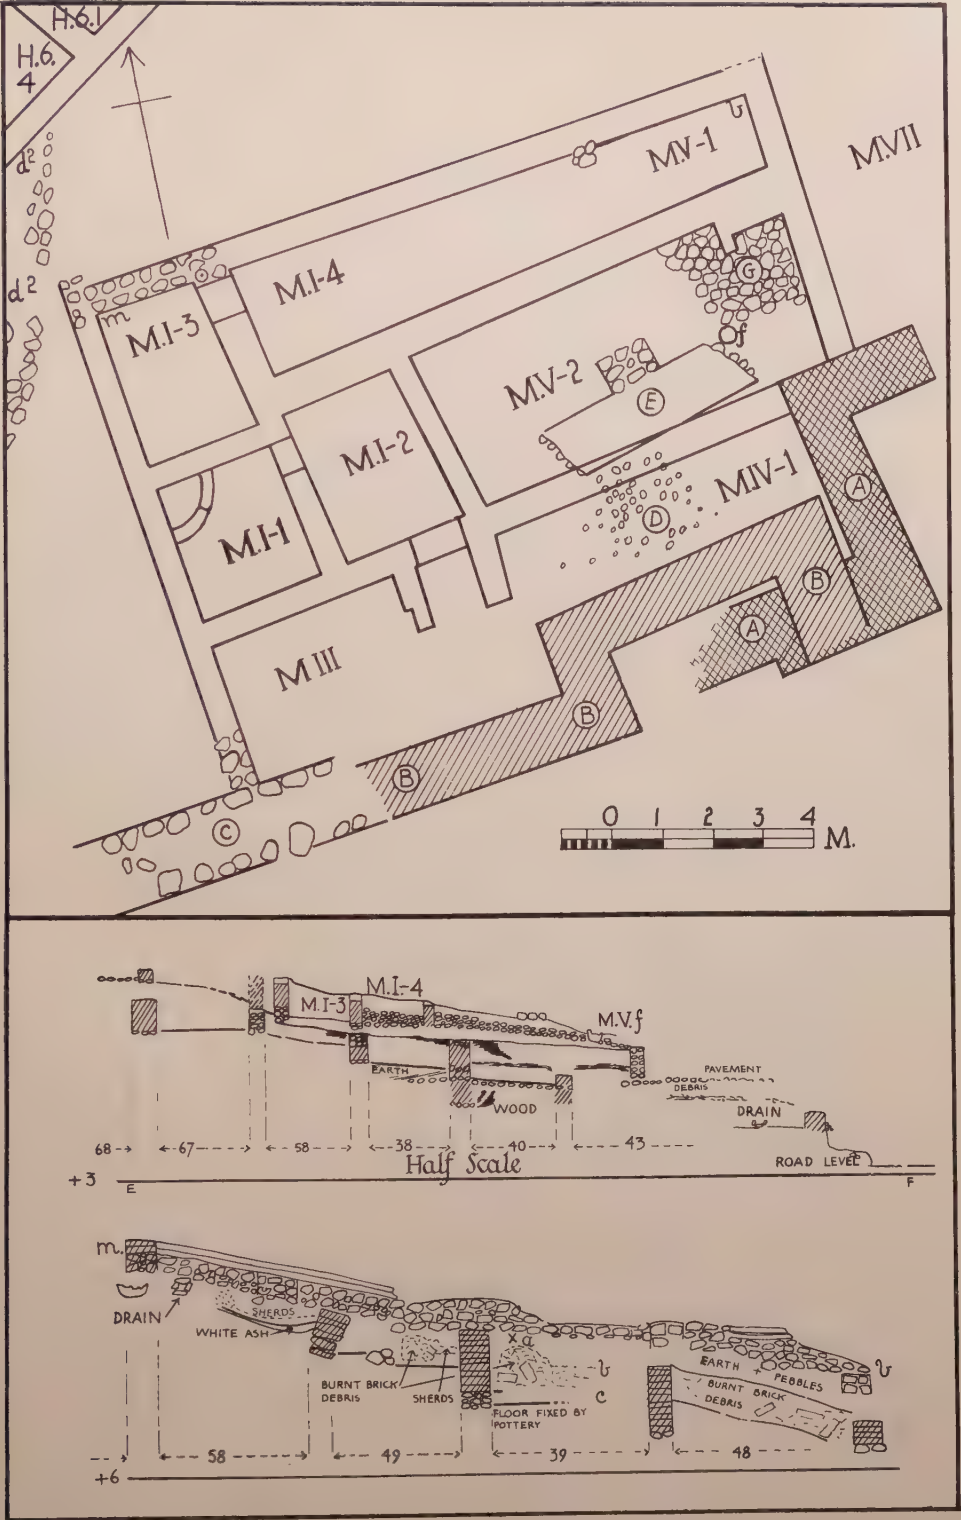 H.6.1
H.6.
4
d²
d²
m
M.I-3
M.I-4
M.V-1
v
M.VII
G
f
M.V-2
E
M.I-2
M.I-1
D
M.IV-1
A
B
A
M III
B
B
C
0 1 2 3 4 M.
M.I-3
M.I-4
M.V.f
EARTH
WOOD
PAVEMENT
DEBRIS
DRAIN
68 67 58 38 40 43
Half Scale
ROAD LEVEL
+3
E
F
m.
DRAIN
SHERDS
WHITE ASH
BURNT BRICK
DEBRIS
SHERDS
x a
v
c
FLOOR FIXED BY
POTTERY
EARTH + PEBBLES
BURNT BRICK
DEBRIS
v
58 49 39 48
+6